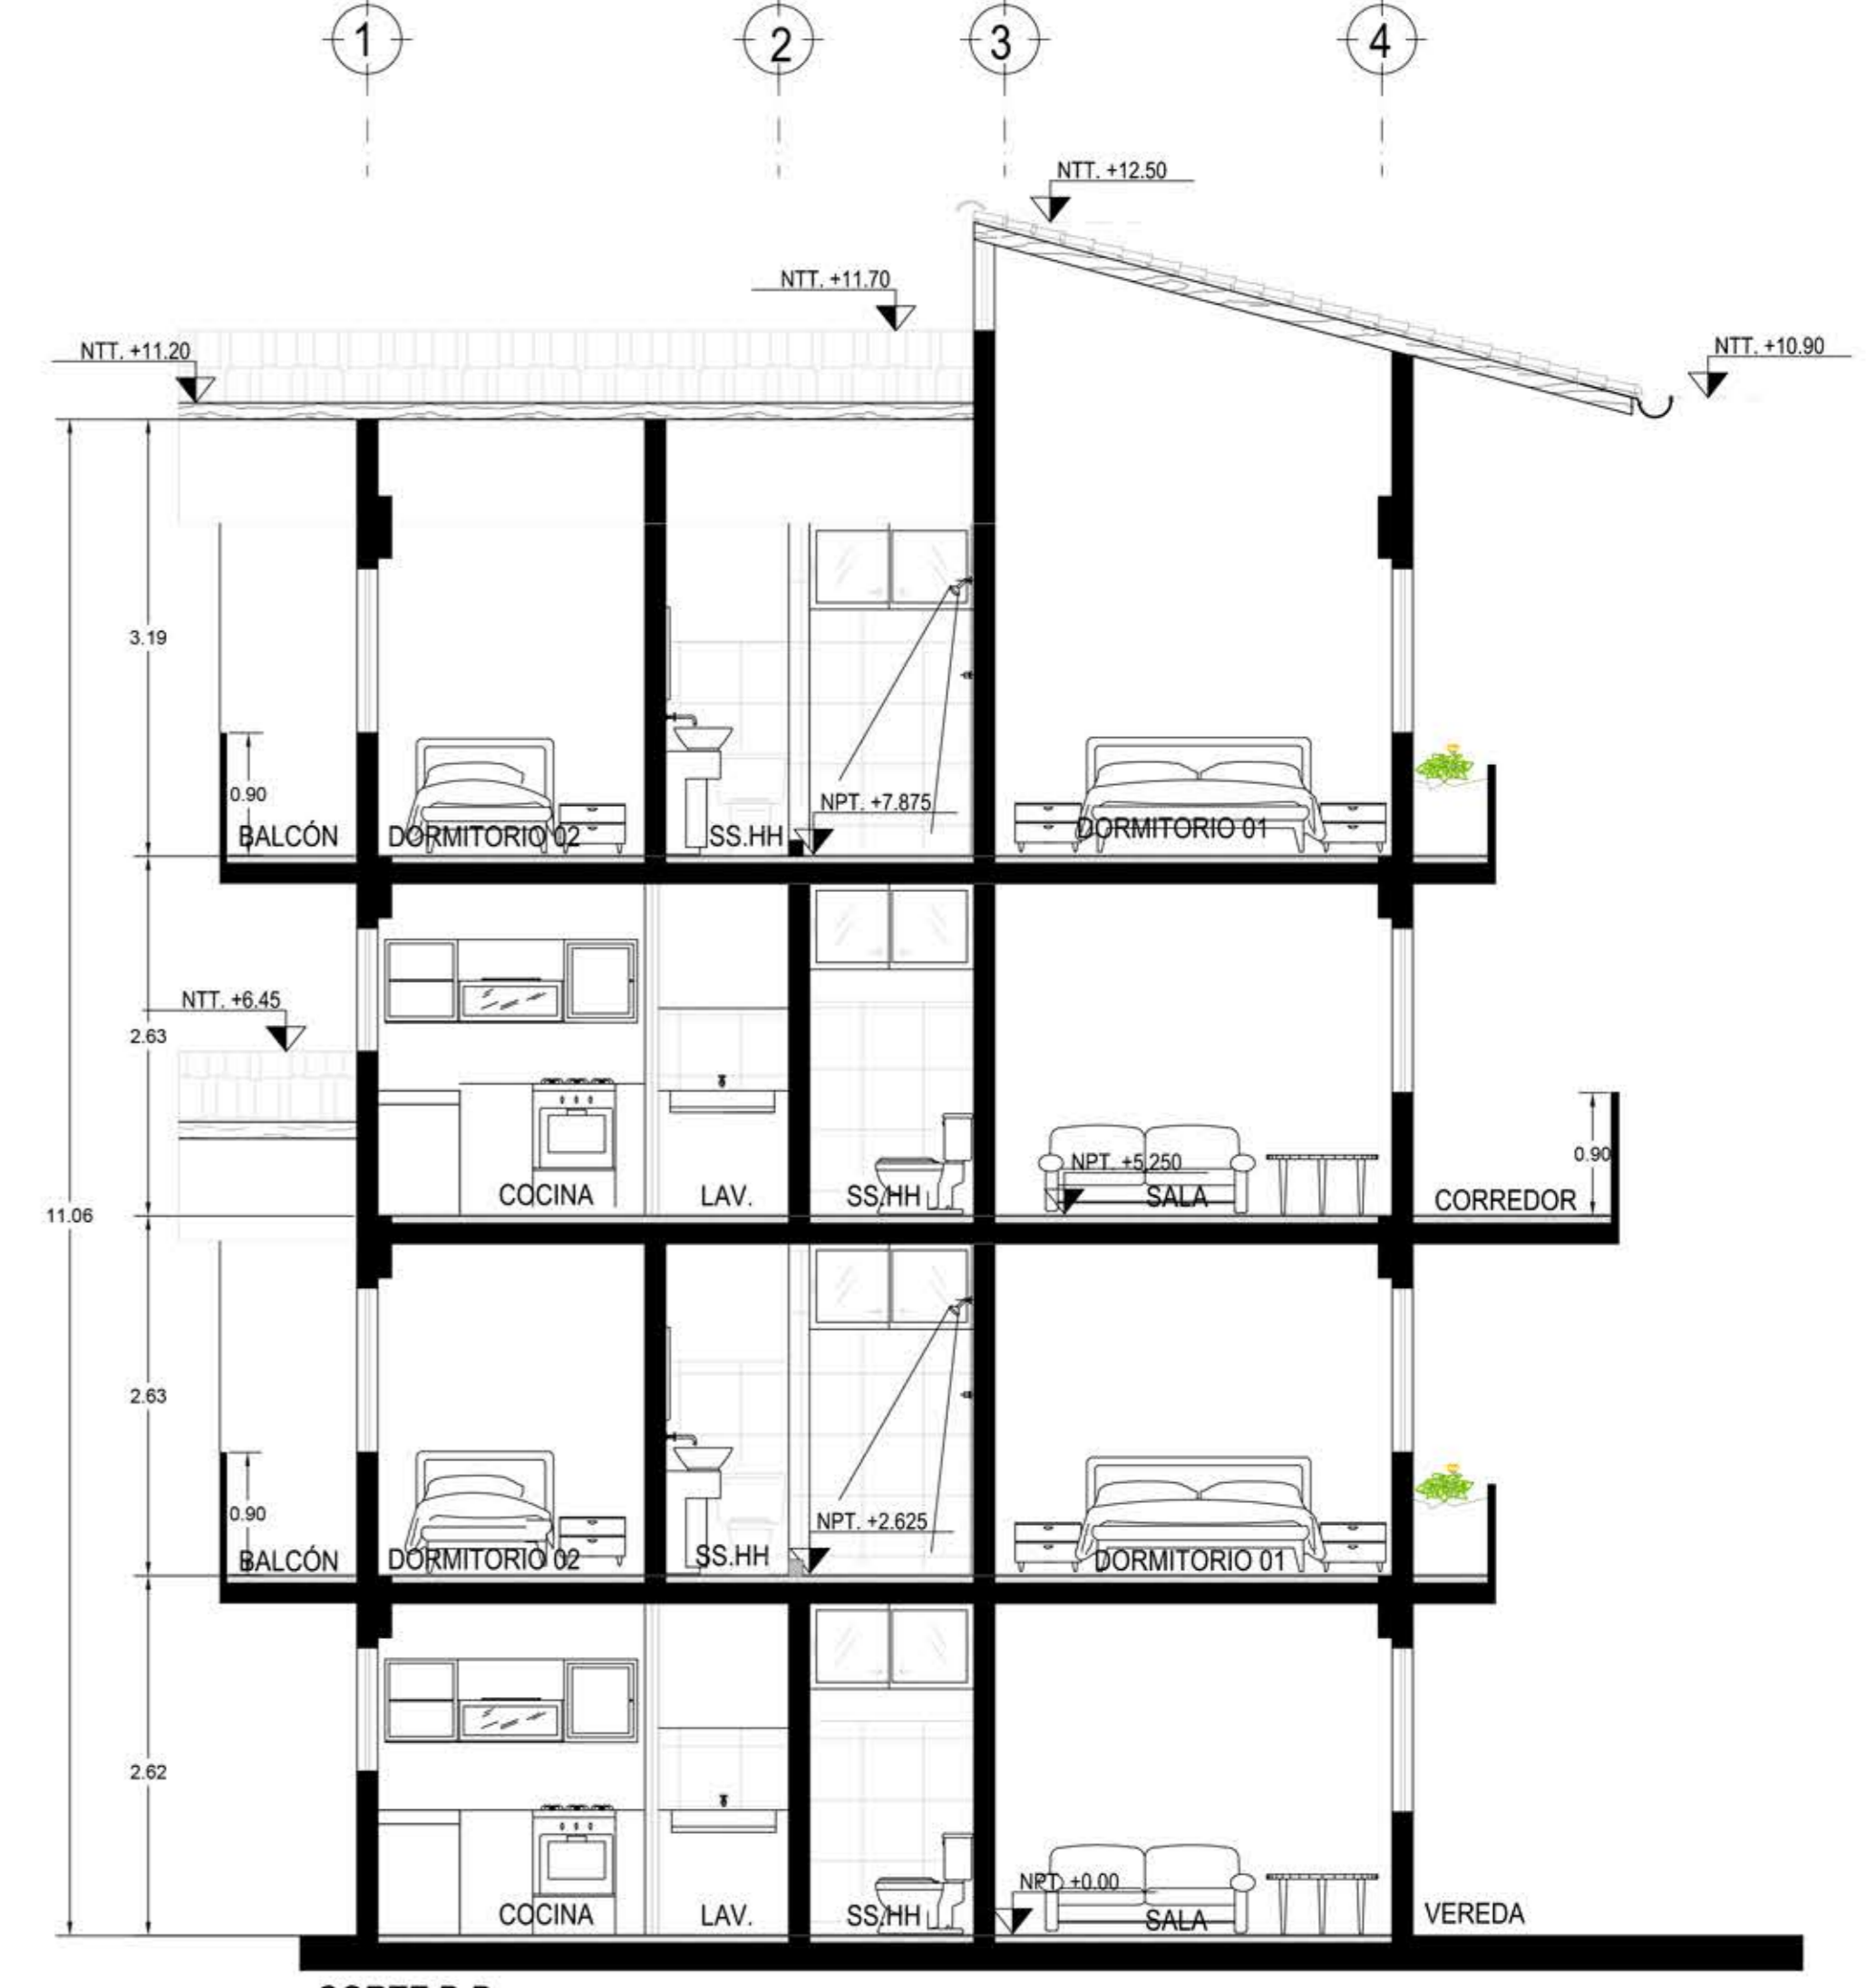 1
2
3
4
NTT. +12.50
NTT. +11.70
NTT. +11.20
NTT. +10.90
3.19
0.90
NPT. +7.875
BALCÓN
DORMITORIO 02
SS.HH
DORMITORIO 01
NTT. +6.45
2.63
0.90
NPT. +5.250
COCINA
LAV.
SS.HH
SALA
CORREDOR
11.06
2.63
0.90
NPT. +2.625
BALCÓN
DORMITORIO 02
SS.HH
DORMITORIO 01
2.62
NPT. +0.00
COCINA
LAV.
SS.HH
SALA
VEREDA